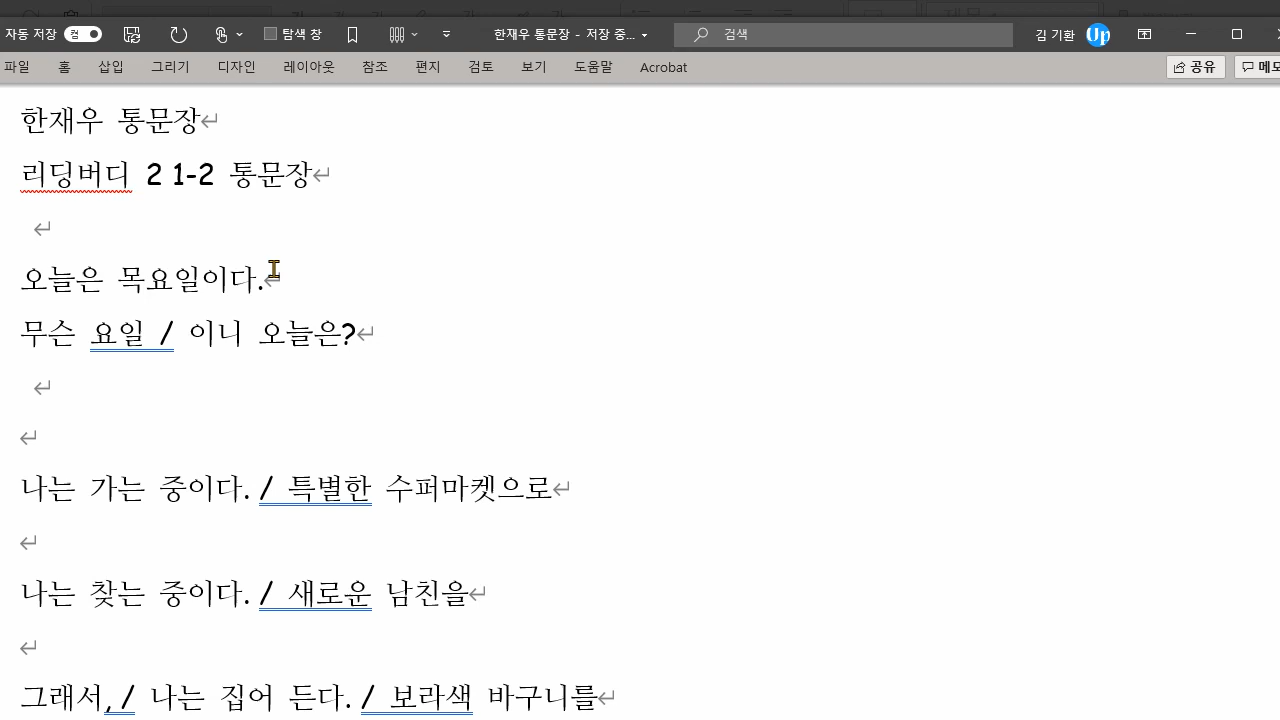 자동 저장 컴 탐색 창 한재우 통문장 - 저장 중... 검색 김 기환 Up
파일 홈 삽입 그리기 디자인 레이아웃 참조 편지 검토 보기 도움말 Acrobat 공유
한재우 통문장
리딩버디 2 1-2 통문장
오늘은 목요일이다.
무슨 요일 / 이니 오늘은?
나는 가는 중이다. / 특별한 수퍼마켓으로
나는 찾는 중이다. / 새로운 남친을
그래서, / 나는 집어 든다. / 보라색 바구니를